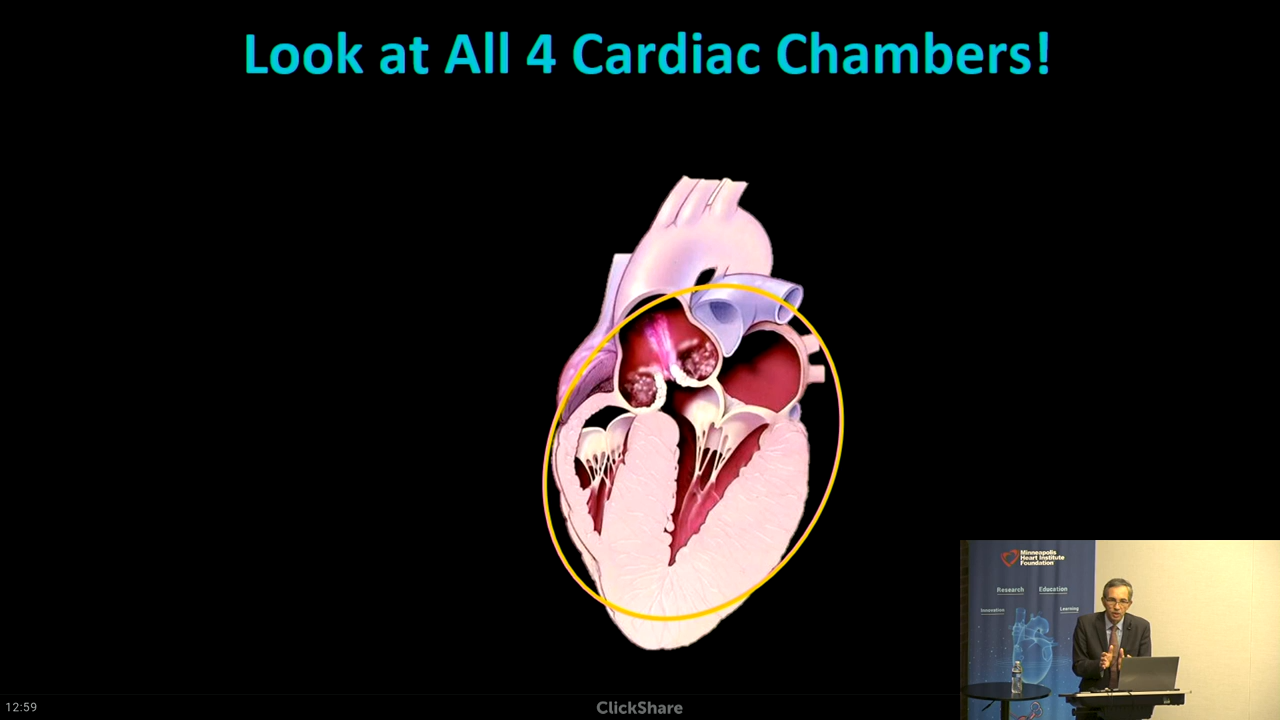 Look at All 4 Cardiac Chambers!
Minneapolis
Heart Institute
Foundation
Research Education
Innovation Learning
12:59
ClickShare